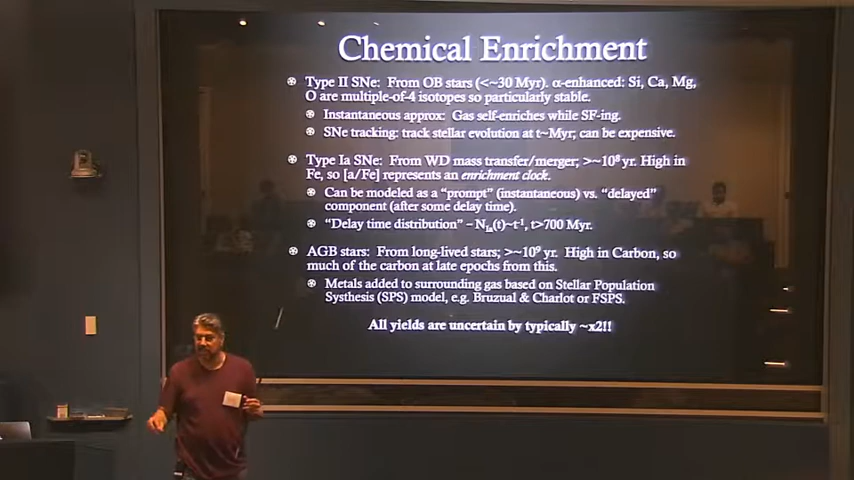 Chemical Enrichment
Type II SNe: From OB stars (<~30 Myr). α-enhanced: Si, Ca, Mg,
O are multiple-of-4 isotopes so particularly stable.
Instantaneous approx: Gas self-enriches while SF-ing.
SNe tracking: track stellar evolution at t~Myr; can be expensive.
Type Ia SNe: From WD mass transfer/merger; >~10⁸ yr. High in
Fe, so [a/Fe] represents an enrichment clock.
Can be modeled as a "prompt" (instantaneous) vs. "delayed"
component (after some delay time).
"Delay time distribution" – N_Ia(t)~t⁻¹, t>700 Myr.
AGB stars: From long-lived stars; >~10⁹ yr. High in Carbon, so
much of the carbon at late epochs from this.
Metals added to surrounding gas based on Stellar Population
Systhesis (SPS) model, e.g. Bruzual & Charlot or FSPS.
All yields are uncertain by typically ~x2!!